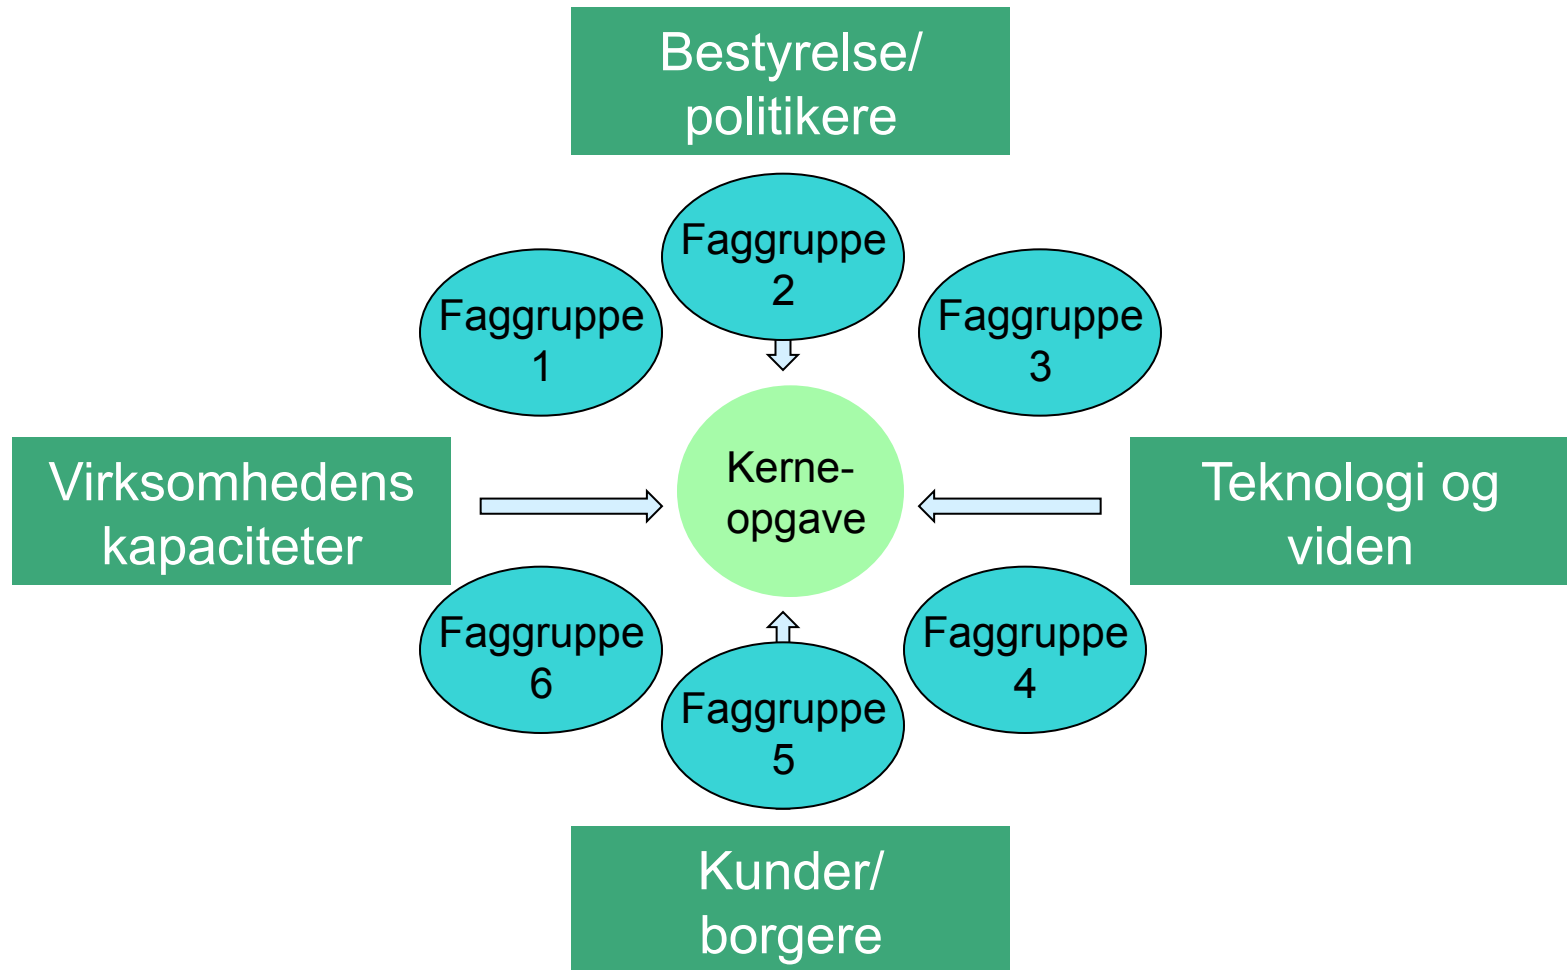 Bestyrelse/
politikere
Faggruppe
2
Faggruppe
1
Faggruppe
3
Virksomhedens
kapaciteter
Kerne-
opgave
Teknologi og
viden
Faggruppe
6
Faggruppe
5
Faggruppe
4
Kunder/
borgere